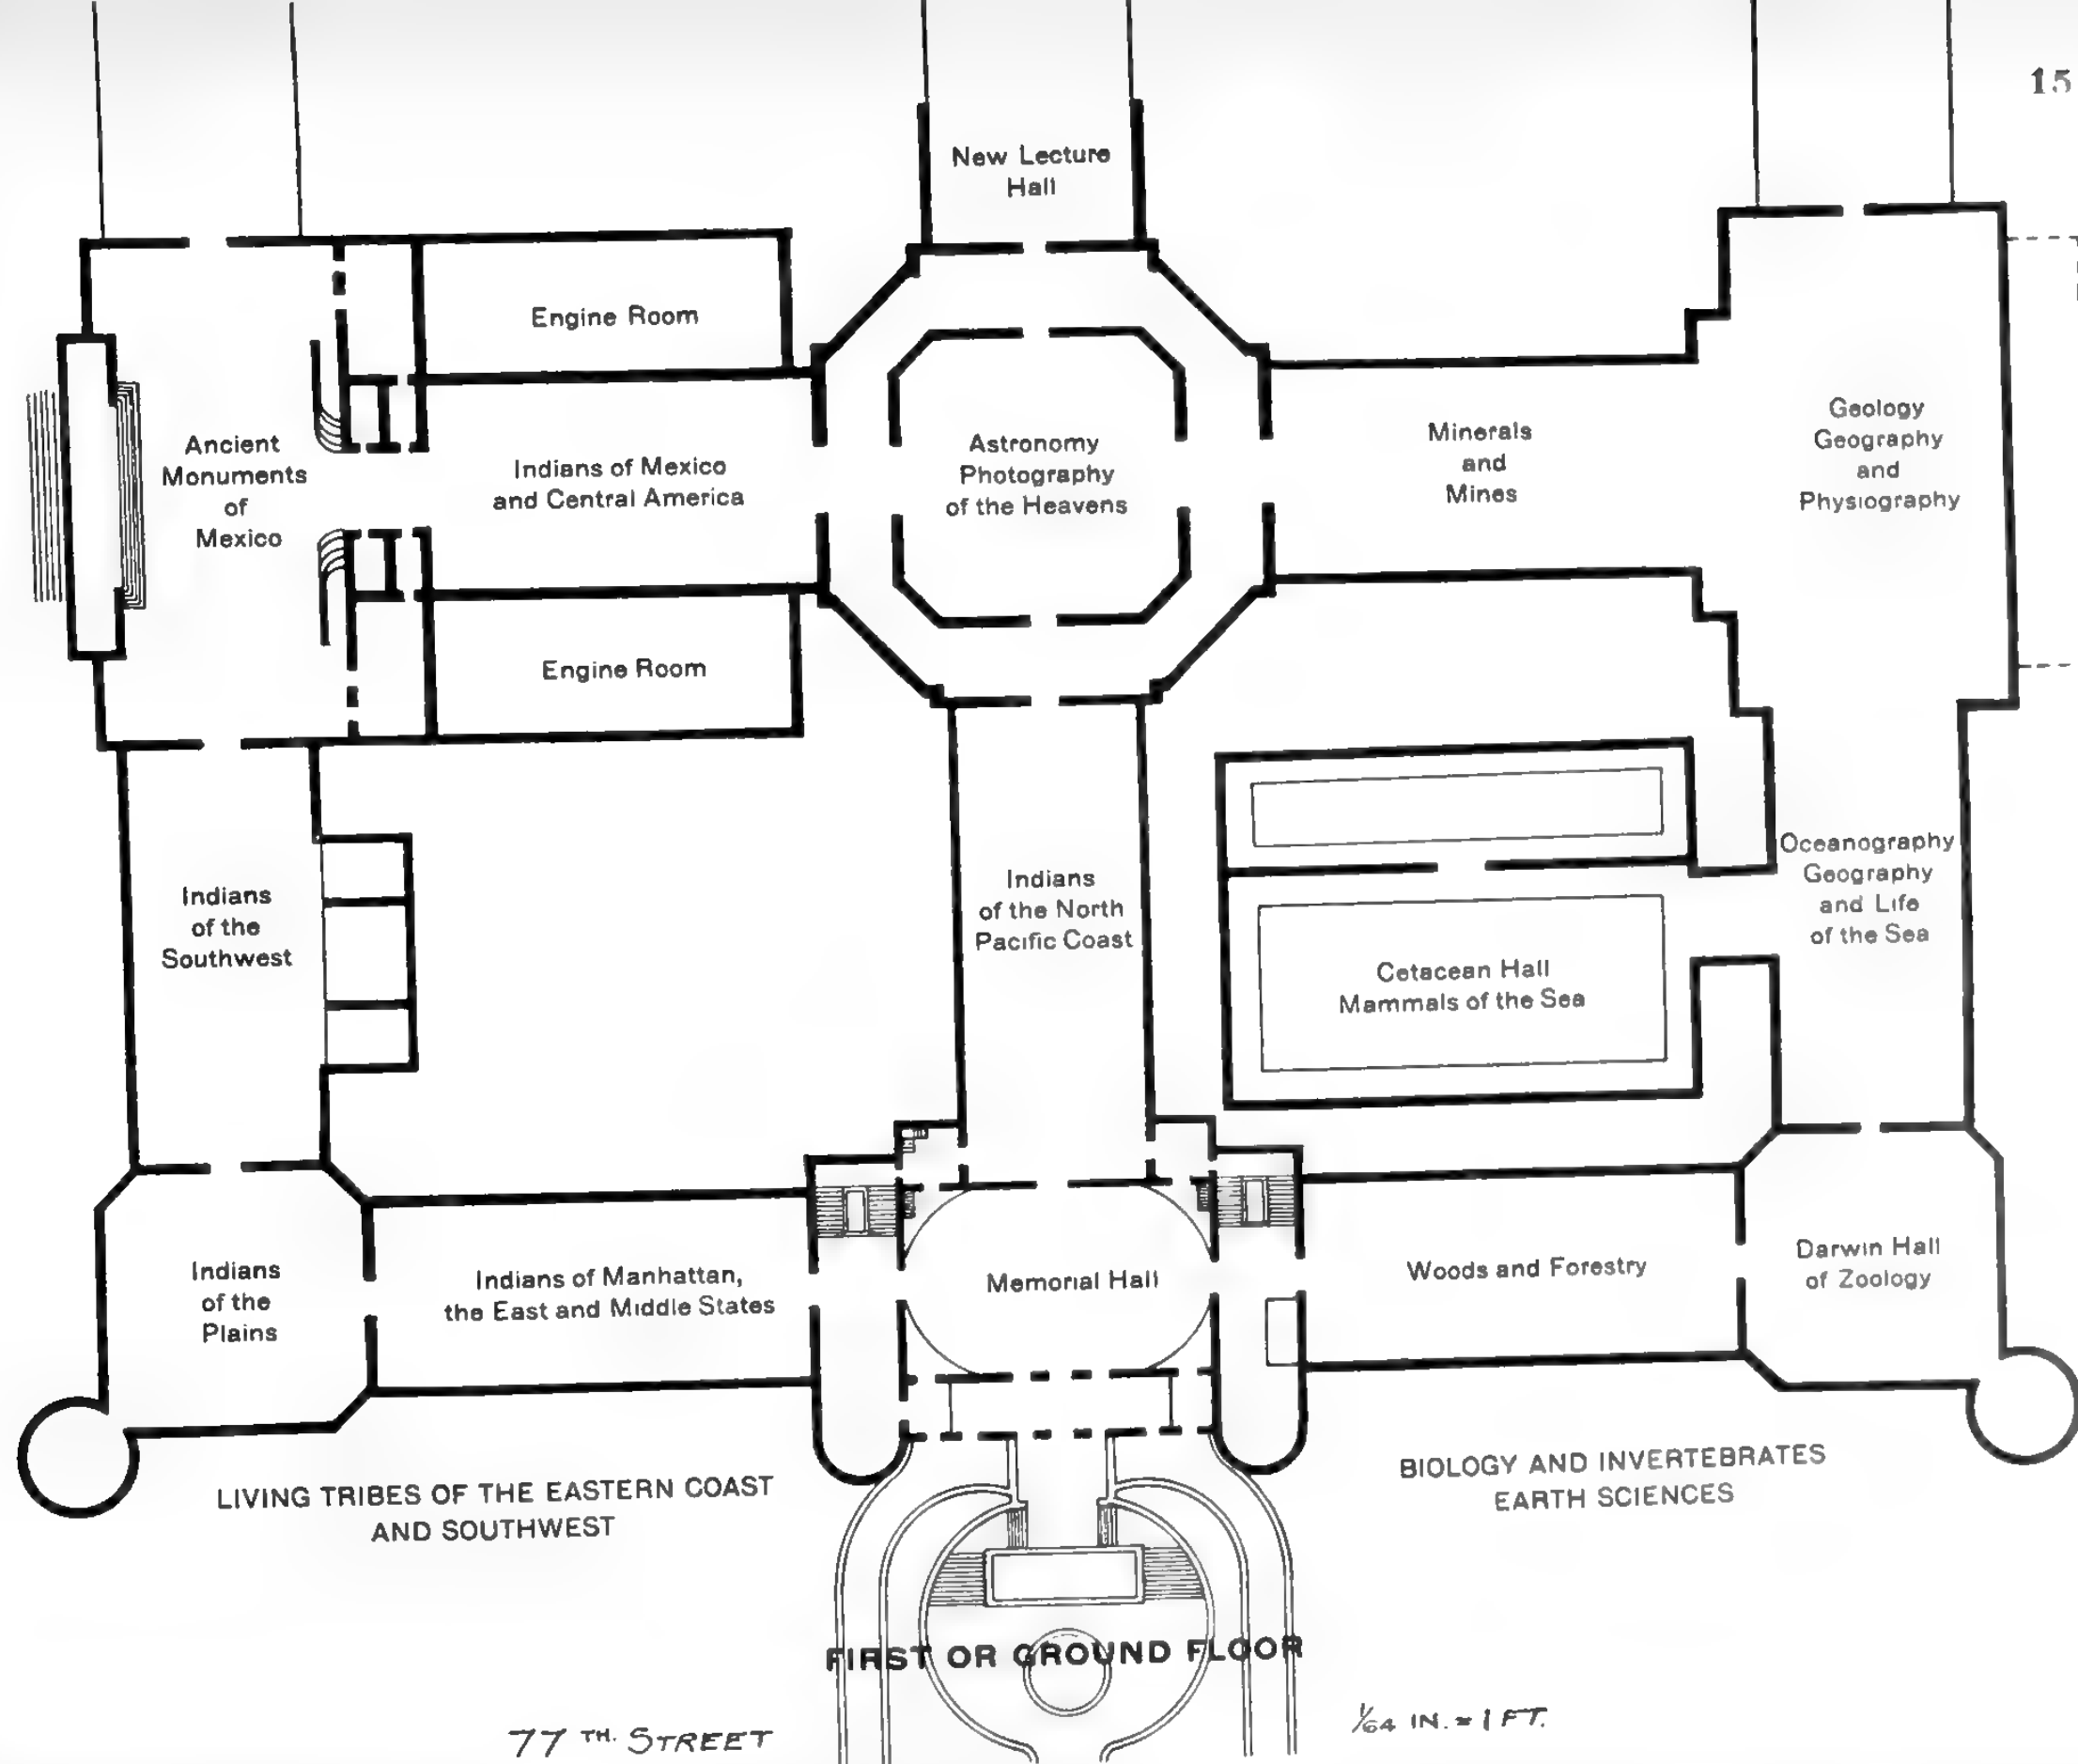 15
New Lecture
Hall
Engine Room
Ancient
Monuments
of
Mexico
Indians of Mexico
and Central America
Astronomy
Photography
of the Heavens
Minerals
and
Mines
Geology
Geography
and
Physiography
Engine Room
Indians
of the
Southwest
Indians
of the North
Pacific Coast
Oceanography
Geography
and Life
of the Sea
Cetacean Hall
Mammals of the Sea
Indians
of the
Plains
Indians of Manhattan,
the East and Middle States
Memorial Hall
Woods and Forestry
Darwin Hall
of Zoology
LIVING TRIBES OF THE EASTERN COAST
AND SOUTHWEST
BIOLOGY AND INVERTEBRATES
EARTH SCIENCES
FIRST OR GROUND FLOOR
77 TH. STREET
1/64 IN. = 1 FT.